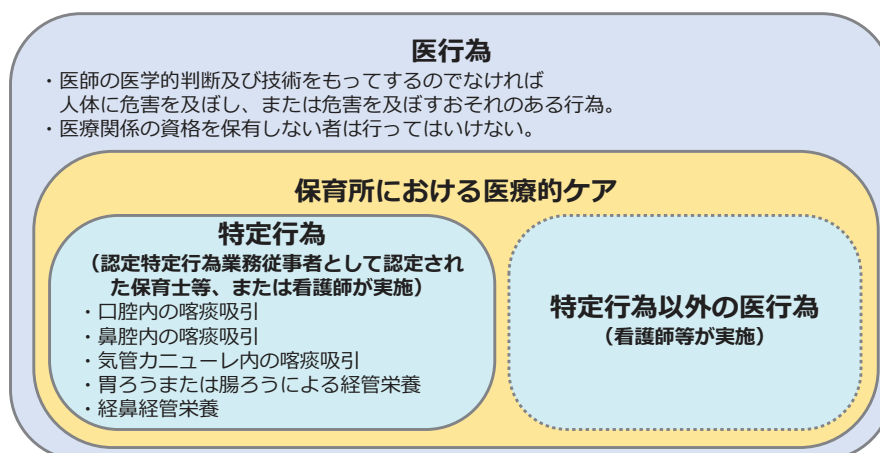 医行為
・医師の医学的判断及び技術をもってするのでなければ
人体に危害を及ぼし、または危害を及ぼすおそれのある行為。
・医療関係の資格を保有しない者は行ってはいけない。
保育所における医療的ケア
特定行為
（認定特定行為業務従事者として認定され
た保育士等、または看護師が実施）
・口腔内の喀痰吸引
・鼻腔内の喀痰吸引
・気管カニューレ内の喀痰吸引
・胃ろうまたは腸ろうによる経管栄養
・経鼻経管栄養
特定行為以外の医行為
（看護師等が実施）